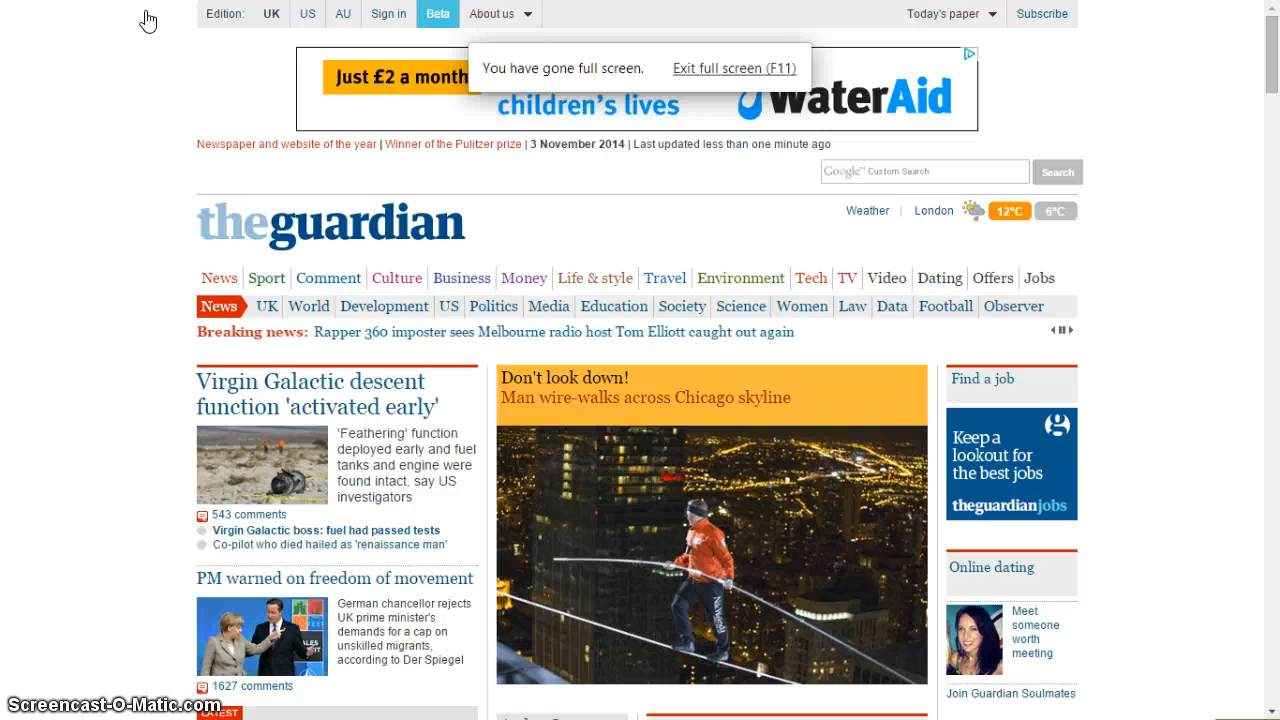 Edition: UK US AU Sign in Beta About us Today's paper Subscribe
You have gone full screen. Exit full screen (F11)
Just £2 a month
children's lives
WaterAid
Newspaper and website of the year | Winner of the Pulitzer prize | 3 November 2014 | Last updated less than one minute ago
Google™ Custom Search Search
theguardian
Weather | London 12°C 6°C
News Sport Comment Culture Business Money Life & style Travel Environment Tech TV Video Dating Offers Jobs
News UK World Development US Politics Media Education Society Science Women Law Data Football Observer
Breaking news: Rapper 360 imposter sees Melbourne radio host Tom Elliott caught out again
Virgin Galactic descent
function 'activated early'
'Feathering' function
deployed early and fuel
tanks and engine were
found intact, say US
investigators
543 comments
Virgin Galactic boss: fuel had passed tests
Co-pilot who died hailed as 'renaissance man'
PM warned on freedom of movement
German chancellor rejects
UK prime minister's
demands for a cap on
unskilled migrants,
according to Der Spiegel
1627 comments
LATEST
Don't look down!
Man wire-walks across Chicago skyline
Find a job
Keep a
lookout for
the best jobs
theguardianjobs
Online dating
Meet
someone
worth
meeting
Join Guardian Soulmates
Screencast-O-Matic.com